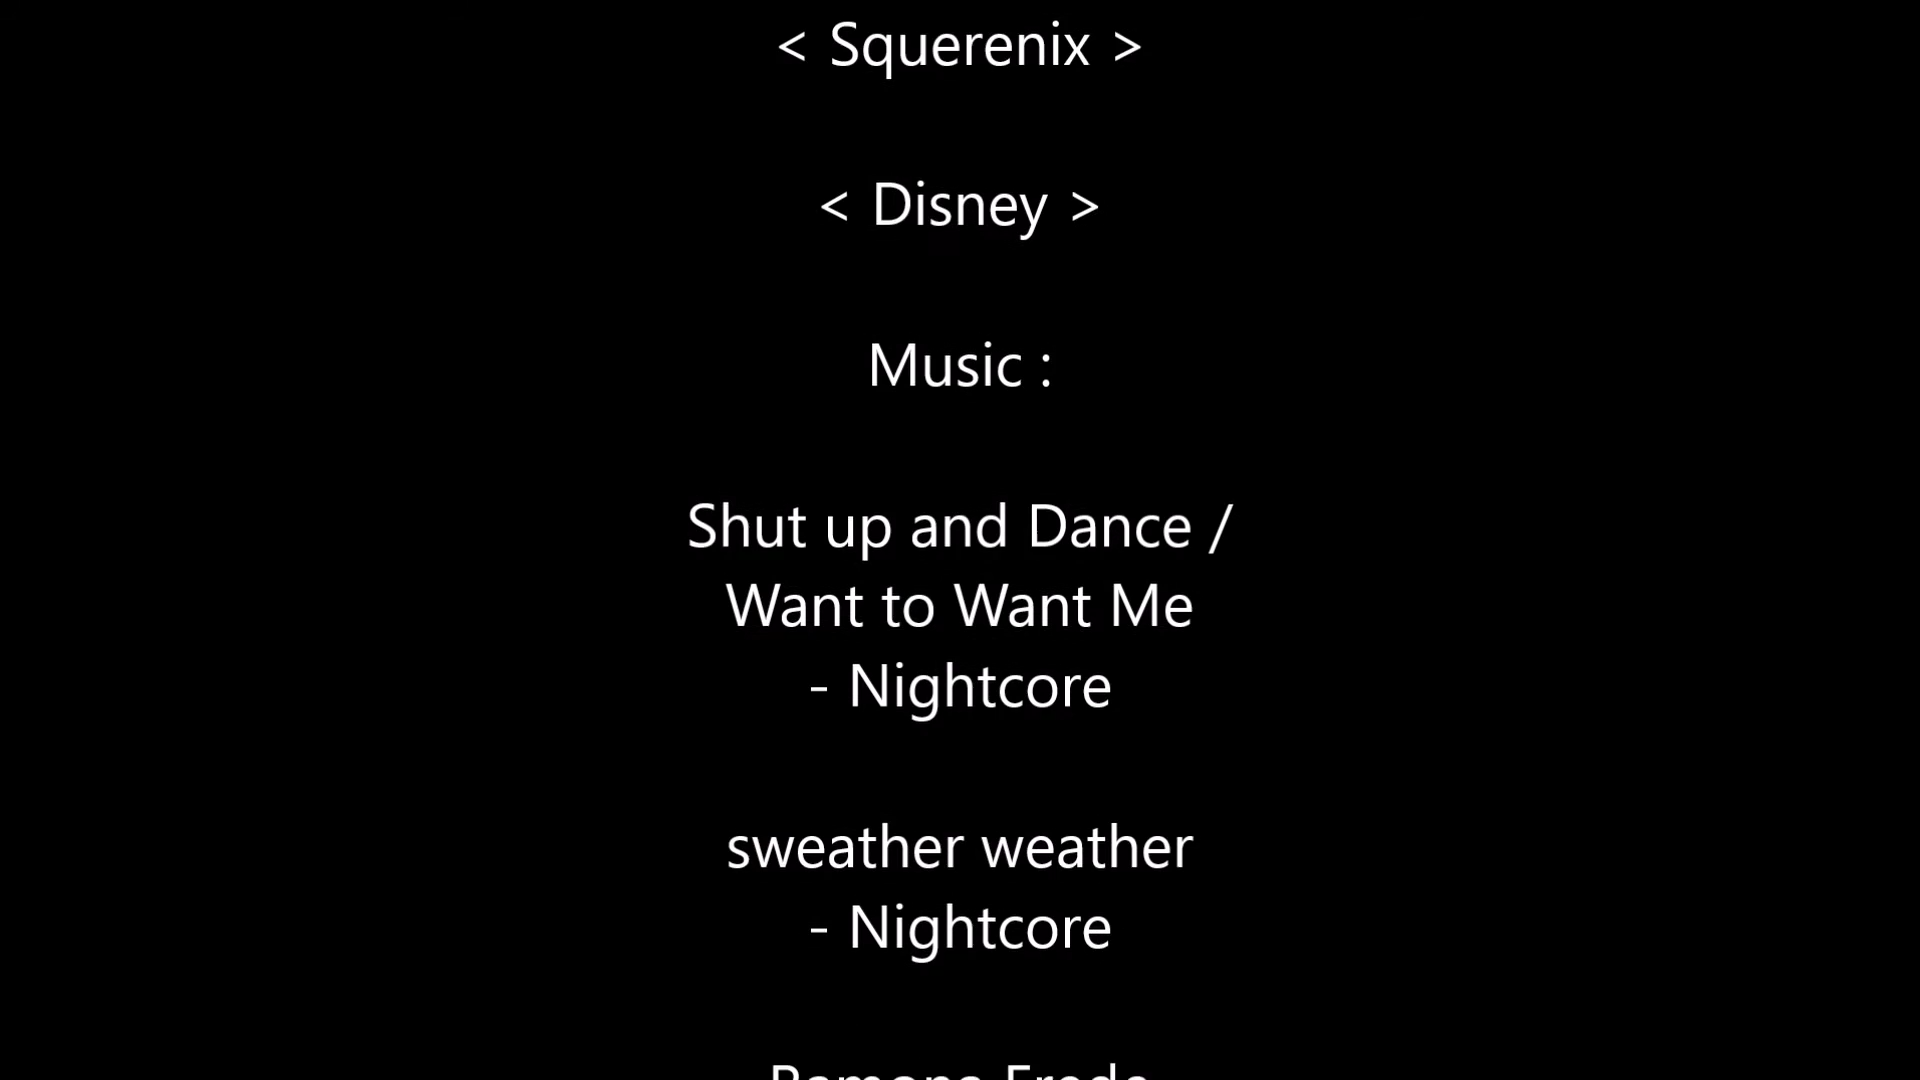 < Squerenix >
< Disney >
Music :
Shut up and Dance /
Want to Want Me
- Nightcore
sweather weather
- Nightcore